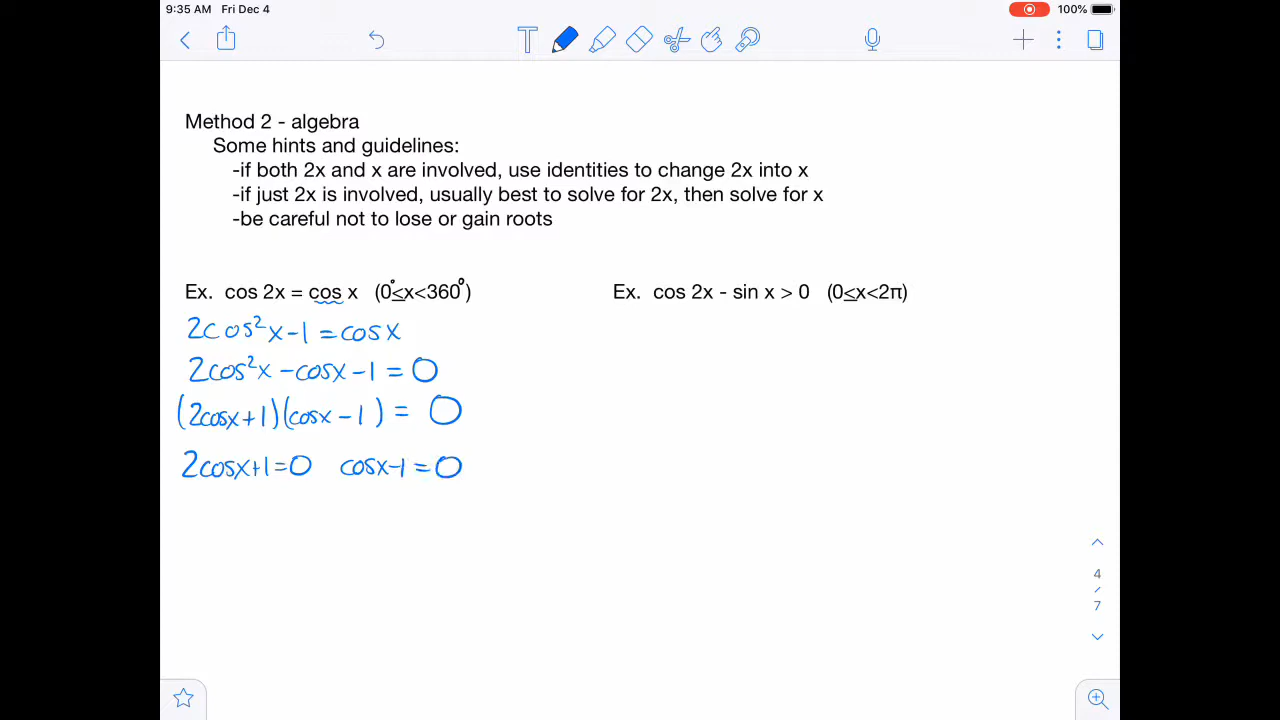 9:35 AM Fri Dec 4 100%
T
Method 2 - algebra
Some hints and guidelines:
-if both 2x and x are involved, use identities to change 2x into x
-if just 2x is involved, usually best to solve for 2x, then solve for x
-be careful not to lose or gain roots
Ex. cos 2x = cos x (0°≤x<360°)
2cos²x-1=cosx
2cos²x-cosx-1=0
(2cosx+1)(cosx-1)=0
2cosx+1=0 cosx-1=0
Ex. cos 2x - sin x > 0 (0≤x<2π)
4
/
7